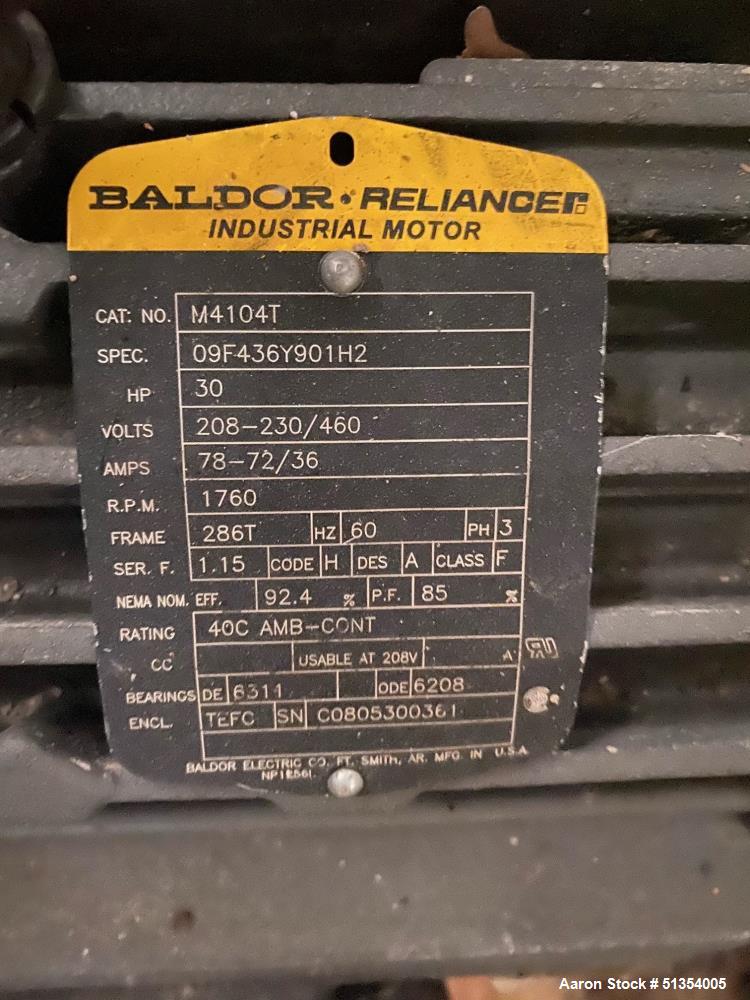 BALDOR • RELIANCER
INDUSTRIAL MOTOR
CAT. NO. M4104T
SPEC. 09F436Y901H2
HP 30
VOLTS 208-230/460
AMPS 78-72/36
R.P.M. 1760
FRAME 286T HZ 60 PH 3
SER. F. 1.15 CODE H DES A CLASS F
NEMA NOM. EFF. 92.4 % P.F. 85 %
RATING 40C AMB-CONT
CC USABLE AT 208V A
BEARINGS DE 6311 ODE 6208
ENCL. TEFC SN C0805300361
BALDOR ELECTRIC CO. FT. SMITH, AR. MFG. IN U.S.A.
Aaron Stock # 51354005